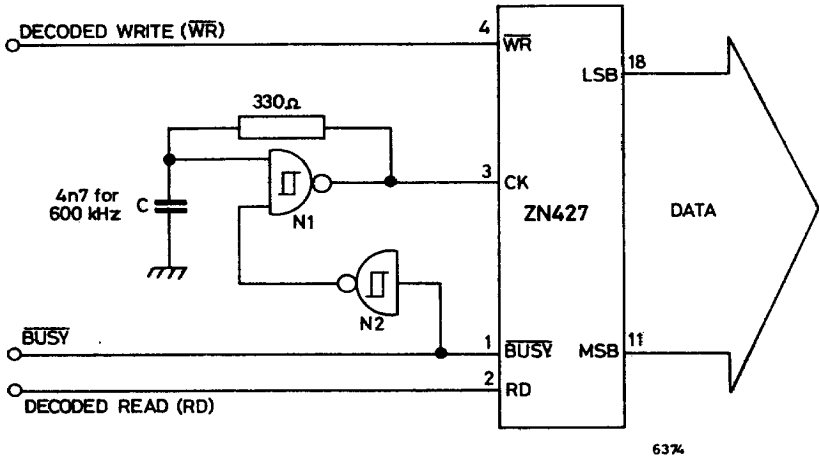 DECODED WRITE (WR)
4
WR
LSB
18
330Ω
4n7 for
600 kHz
C
N1
3
CK
ZN427
DATA
N2
BUSY
1
BUSY
MSB
11
2
RD
DECODED READ (RD)
6374